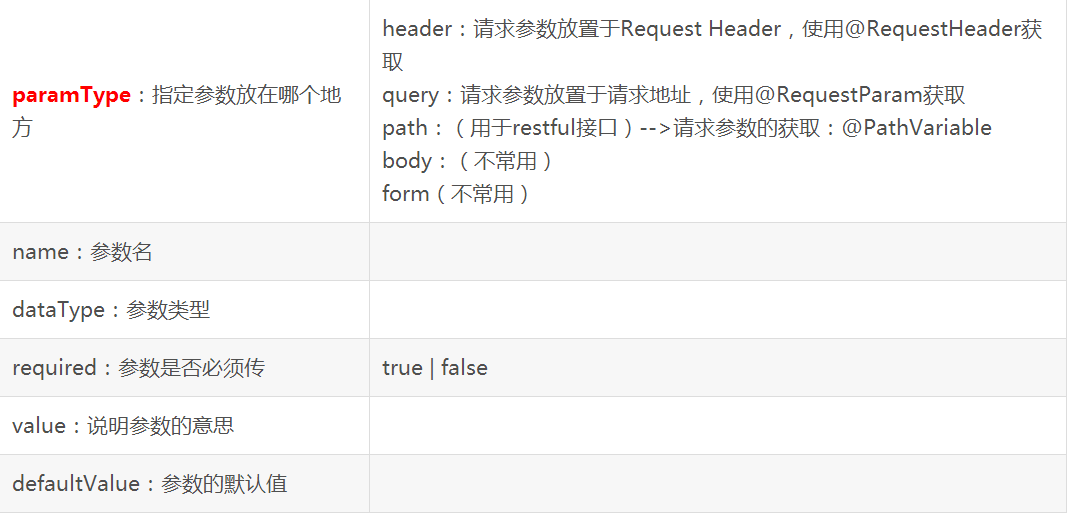 paramType：指定参数放在哪个地
方
header：请求参数放置于Request Header，使用@RequestHeader获
取
query：请求参数放置于请求地址，使用@RequestParam获取
path：（用于restful接口）-->请求参数的获取：@PathVariable
body：（不常用）
form（不常用）
name：参数名
dataType：参数类型
required：参数是否必须传
true | false
value：说明参数的意思
defaultValue：参数的默认值